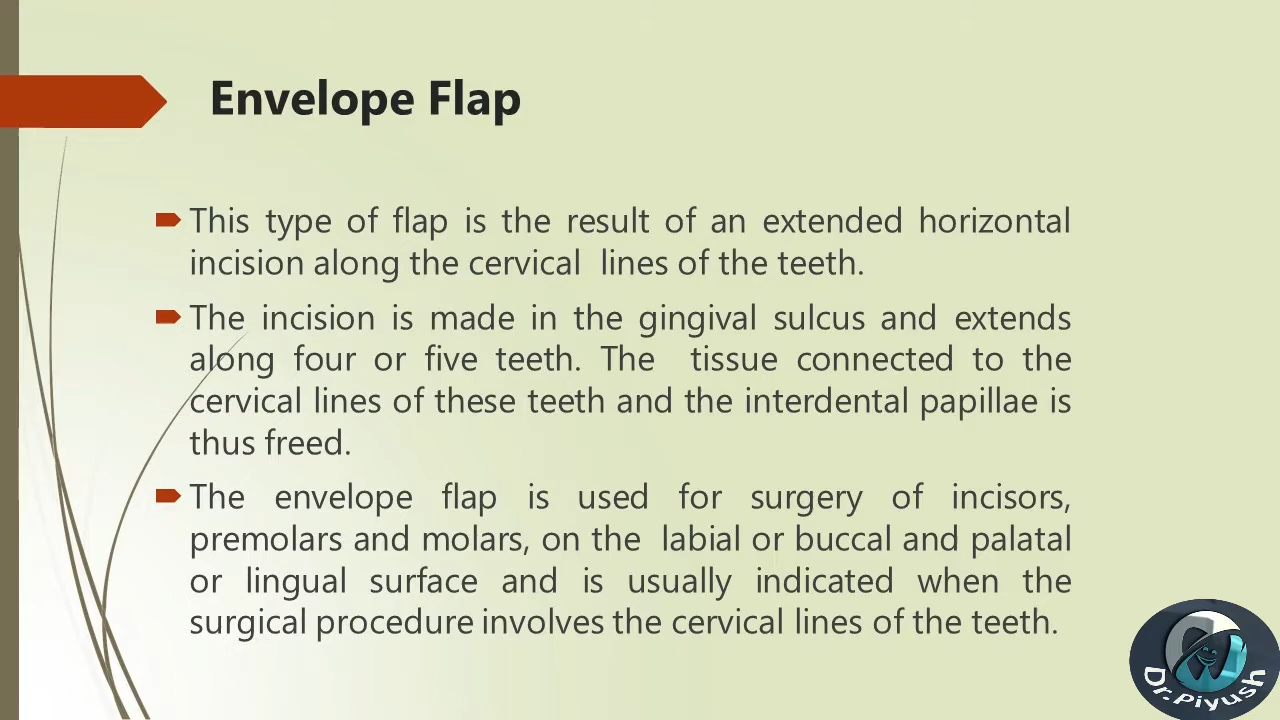 Envelope Flap
This type of flap is the result of an extended horizontal
incision along the cervical lines of the teeth.
The incision is made in the gingival sulcus and extends
along four or five teeth. The tissue connected to the
cervical lines of these teeth and the interdental papillae is
thus freed.
The envelope flap is used for surgery of incisors,
premolars and molars, on the labial or buccal and palatal
or lingual surface and is usually indicated when the
surgical procedure involves the cervical lines of the teeth.
Dr.Piyush